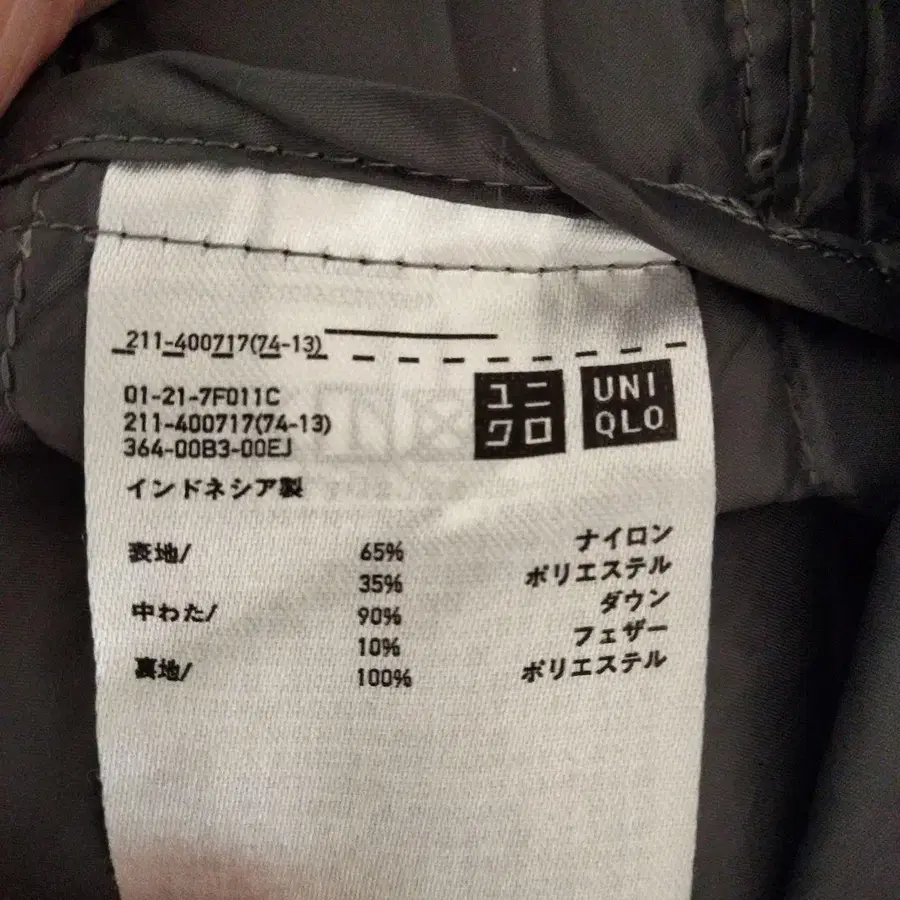 211-400717(74-13)
01-21-7F011C
211-400717(74-13)
364-00B3-00EJ
ユニ
クロ
UNI
QLO
インドネシア製
表地/ 65% ナイロン
35% ポリエステル
中わた/ 90% ダウン
10% フェザー
裏地/ 100% ポリエステル